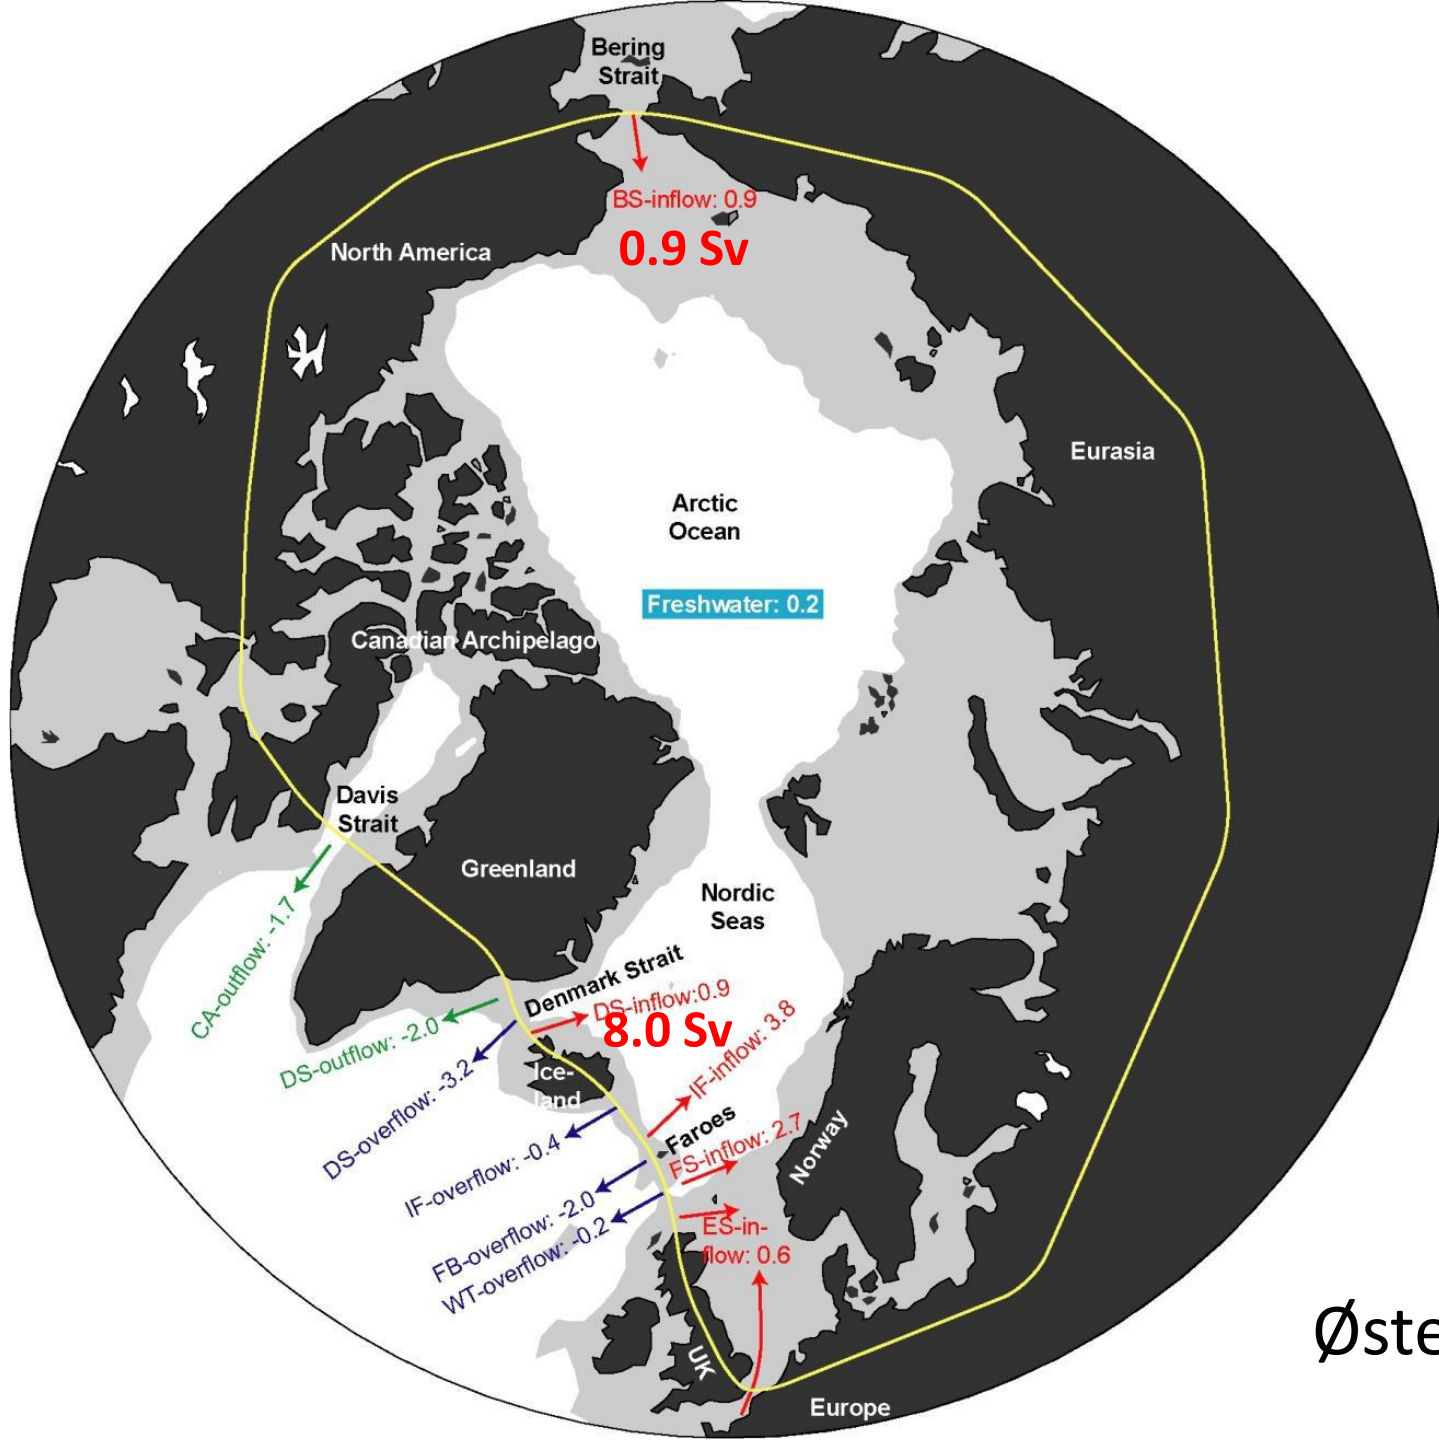 Bering
Strait
BS-inflow: 0.9
0.9 Sv
North America
Eurasia
Arctic
Ocean
Freshwater: 0.2
Canadian Archipelago
Davis
Strait
Greenland
Nordic
Seas
CA-outflow: -1.7
Denmark Strait
DS-inflow:0.9
8.0 Sv
DS-outflow: -2.0
IF-inflow: 3.8
DS-overflow: -3.2
Ice-
land
Faroes
IF-overflow: -0.4
FS-inflow: 2.7
Norway
FB-overflow: -2.0
WT-overflow: -0.2
ES-in-
flow: 0.6
UK
Europe
Øste